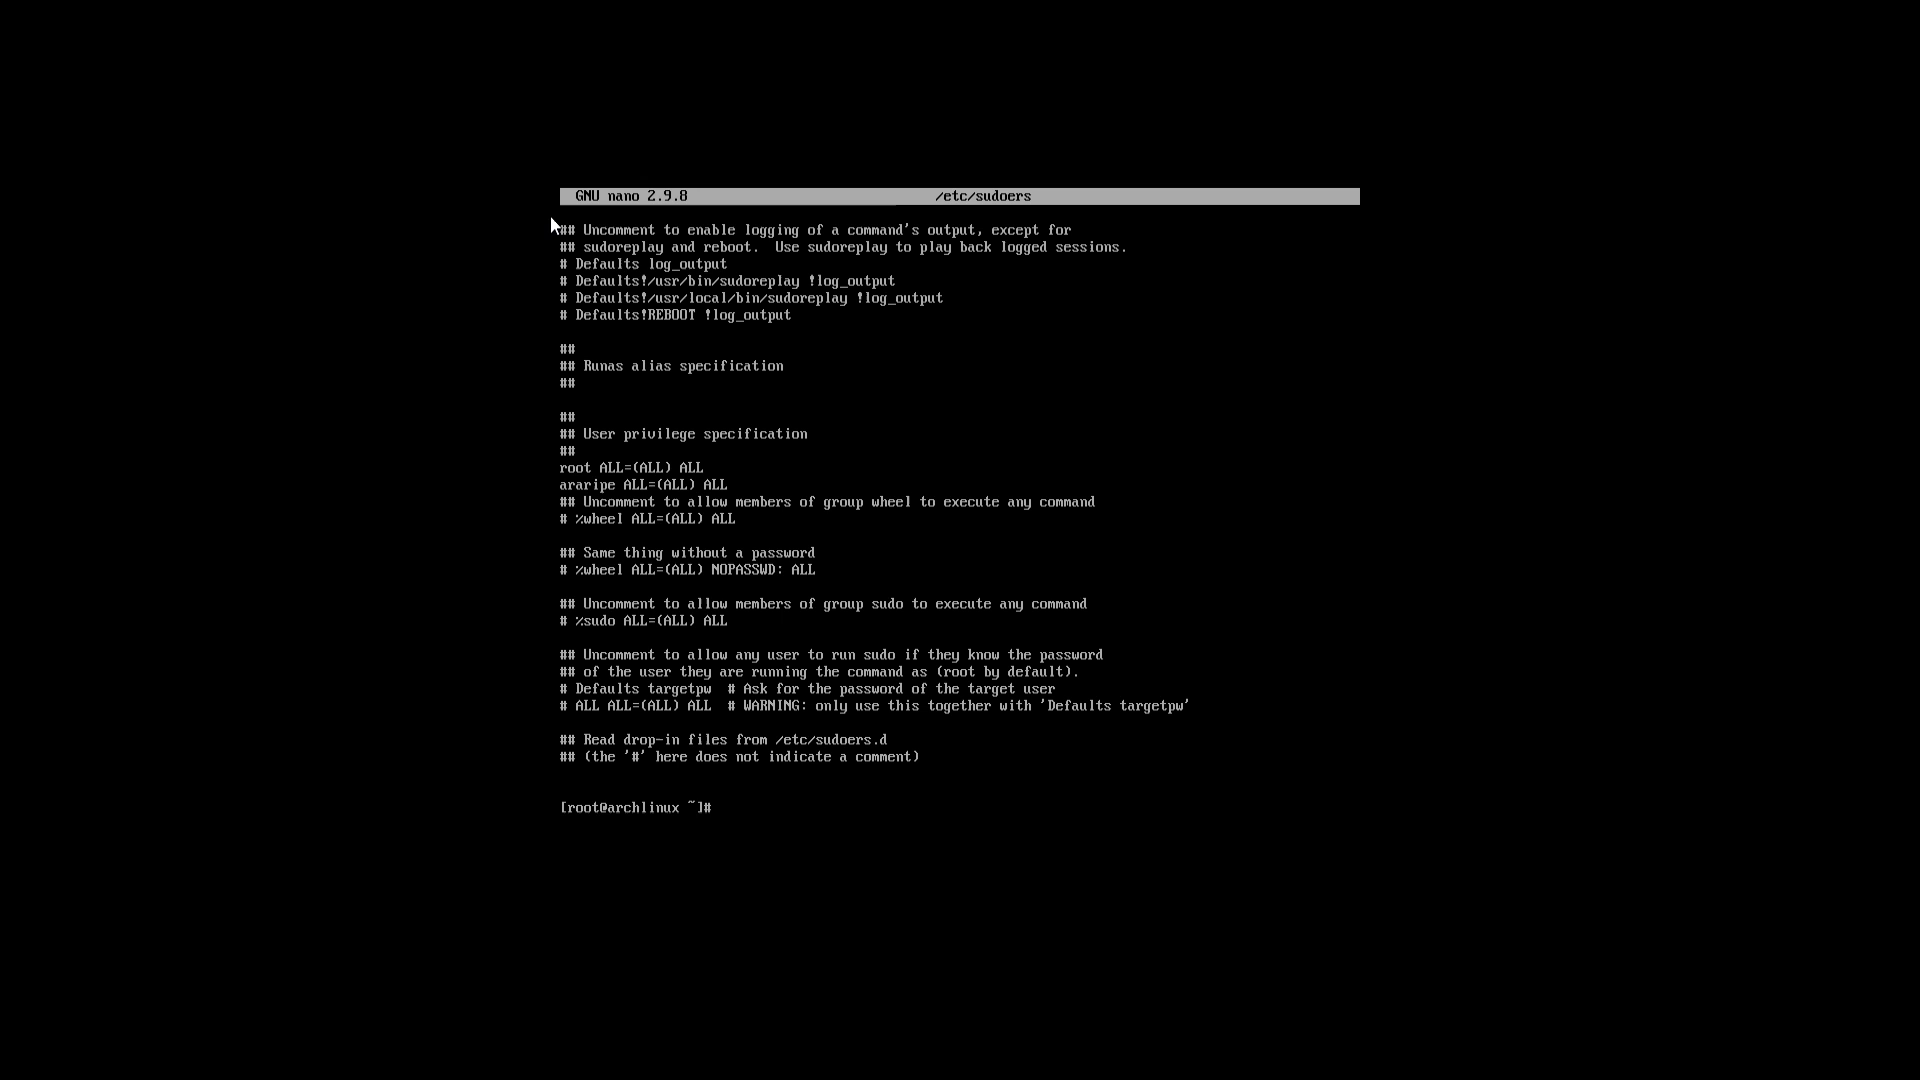 GNU nano 2.9.8 /etc/sudoers
## Uncomment to enable logging of a command's output, except for
## sudoreplay and reboot.  Use sudoreplay to play back logged sessions.
# Defaults log_output
# Defaults!/usr/bin/sudoreplay !log_output
# Defaults!/usr/local/bin/sudoreplay !log_output
# Defaults!REBOOT !log_output
##
## Runas alias specification
##
##
## User privilege specification
##
root ALL=(ALL) ALL
araripe ALL=(ALL) ALL
## Uncomment to allow members of group wheel to execute any command
# %wheel ALL=(ALL) ALL
## Same thing without a password
# %wheel ALL=(ALL) NOPASSWD: ALL
## Uncomment to allow members of group sudo to execute any command
# %sudo ALL=(ALL) ALL
## Uncomment to allow any user to run sudo if they know the password
## of the user they are running the command as (root by default).
# Defaults targetpw  # Ask for the password of the target user
# ALL ALL=(ALL) ALL  # WARNING: only use this together with 'Defaults targetpw'
## Read drop-in files from /etc/sudoers.d
## (the '#' here does not indicate a comment)
[root@archlinux ~]#